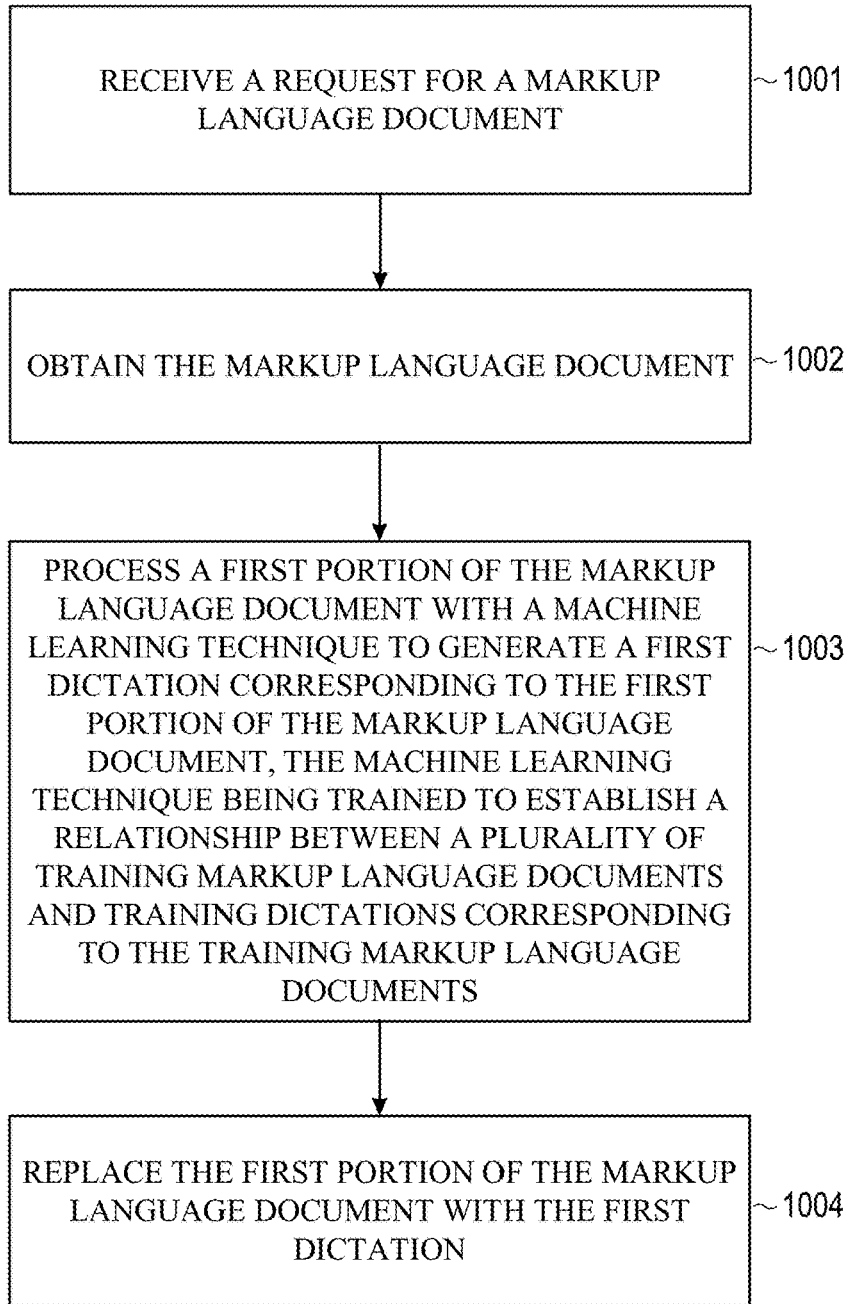 RECEIVE A REQUEST FOR A MARKUP
LANGUAGE DOCUMENT
1001
OBTAIN THE MARKUP LANGUAGE DOCUMENT
1002
PROCESS A FIRST PORTION OF THE MARKUP
LANGUAGE DOCUMENT WITH A MACHINE
LEARNING TECHNIQUE TO GENERATE A FIRST
DICTATION CORRESPONDING TO THE FIRST
PORTION OF THE MARKUP LANGUAGE
DOCUMENT, THE MACHINE LEARNING
TECHNIQUE BEING TRAINED TO ESTABLISH A
RELATIONSHIP BETWEEN A PLURALITY OF
TRAINING MARKUP LANGUAGE DOCUMENTS
AND TRAINING DICTATIONS CORRESPONDING
TO THE TRAINING MARKUP LANGUAGE
DOCUMENTS
1003
REPLACE THE FIRST PORTION OF THE MARKUP
LANGUAGE DOCUMENT WITH THE FIRST
DICTATION
1004